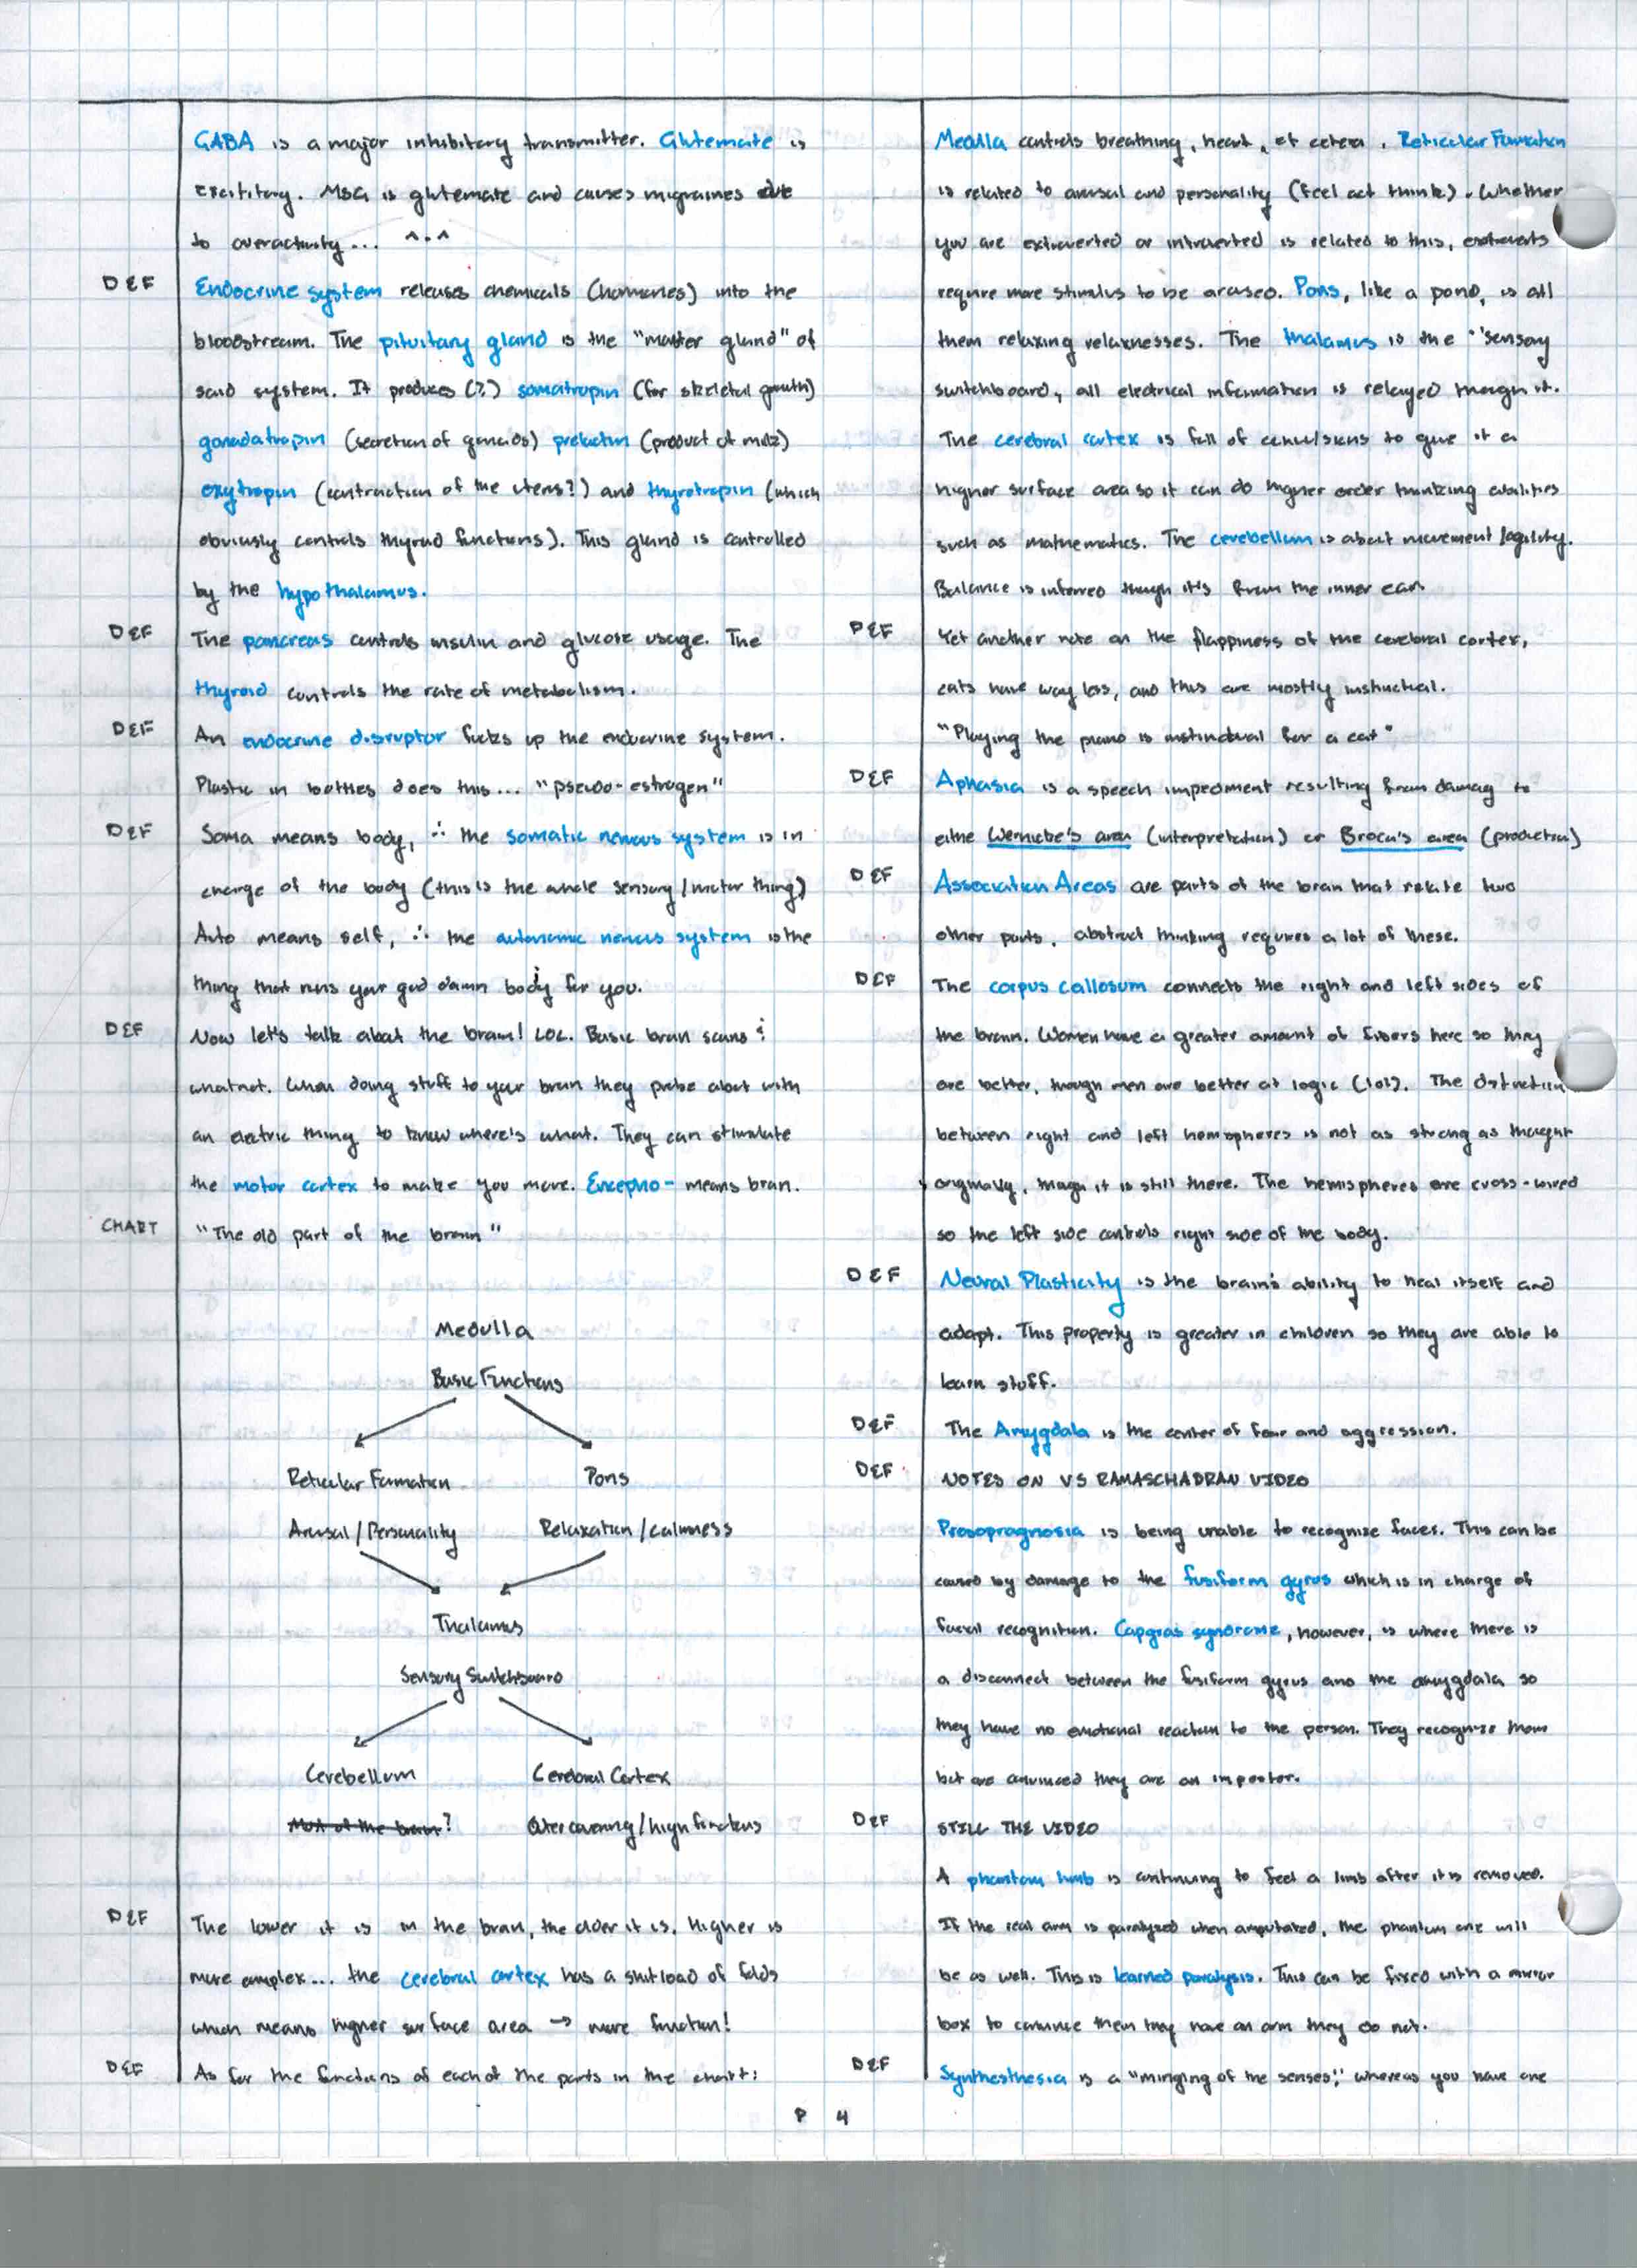 GABA is a major inhibitory transmitter. Glutemate is
excititory. MSG is glutemate and causes migraines due
to overactivity... ^.^
DEF
Endocrine system releases chemicals (hormones) into the
bloodstream. The pituitary gland is the "master gland" of
said system. It produces (?) somatropin (for skeletal growth)
gonadatropin (secretion of gonads) prelactin (product of milk)
oxytropin (contraction of the uterus?) and thyrotropin (which
obviously controls thyroid functions). This gland is controlled
by the hypothalamus.
DEF
The pancreas controls insulin and glucose usage. The
thyroid controls the rate of metabolism.
DEF
An endocrine disruptor fucks up the endocrine system.
Plastic in bottles does this... "pseudo-estrogen"
DEF
Soma means body, ∴ the somatic nervous system is in
charge of the body (this is the whole sensory/motor thing)
Auto means self, ∴ the autonomic nervous system is the
thing that runs your god damn body for you.
DEF
Now let's talk about the brain! LOL. Basic brain scans &
whatnot. When doing stuff to your brain they probe about with
an electric thing to know where's what. They can stimulate
the motor cortex to make you move. Encepho- means brain.
CHART
"The old part of the brain"
Medulla
Basic Functions
Reticular Formation
Pons
Arousal/Personality
Relaxation/calmness
Thalamus
Sensory Switchboard
Cerebellum
Cerebral Cortex
Most of the brain?
Outer covering/high functions
DEF
The lower it is in the brain, the older it is. Higher is
more complex... the cerebral cortex has a shitload of folds
which means higher surface area → more function!
DEF
As for the functions of each of the parts in the chart:
Medulla controls breathing, heart, et cetera. Reticular Formation
is related to arousal and personality (feel act think). Whether
you are extroverted or introverted is related to this, extroverts
require more stimulus to be aroused. Pons, like a pond, is all
them relaxing relaxnesses. The thalamus is the "sensory
switchboard, all electrical information is relayed through it.
The cerebral cortex is full of convulsions to give it a
higher surface area so it can do higher order thinking abilities
such as mathematics. The cerebellum is about movement/agility.
Balance is inferred though it's from the inner ear.
DEF
Yet another note on the flappiness of the cerebral cortex,
cats have way less, and thus are mostly instinctual.
"Playing the piano is instinctual for a cat"
DEF
Aphasia is a speech impediment resulting from damag to
eithe Wernicke's area (interpretation) or Broca's area (production)
DEF
Association Areas are parts of the brain that relate two
other parts, abstract thinking requires a lot of these.
DEF
The corpus callosum connects the right and left sides of
the brain. Women have a greater amount of fibers here so they
are better, though men are better at logic (lol). The distinction
between right and left hemispheres is not as strong as thought
originally, though it is still there. The hemispheres are cross-wired
so the left side controls right side of the body.
DEF
Neural Plasticity is the brain's ability to heal itself and
adapt. This property is greater in children so they are able to
learn stuff.
DEF
The Amygdala is the center of fear and aggression.
DEF
NOTES ON VS RAMASCHADRAN VIDEO
Prosopragnosia is being unable to recognize faces. This can be
caused by damage to the fusiform gyrus which is in charge of
facial recognition. Capgras syndrome, however, is where there is
a disconnect between the fusiform gyrus and the amygdala so
they have no emotional reaction to the person. They recognize them
but are convinced they are an impostor.
DEF
STILL THE VIDEO
A phantom limb is continuing to feel a limb after it is removed.
If the real arm is paralyzed when amputated, the phantom one will
be as well. This is learned paralysis. This can be fixed with a mirror
box to convince them they have an arm they do not.
DEF
Synthesthesia is a "minging of the senses," whereas you have one
P 4